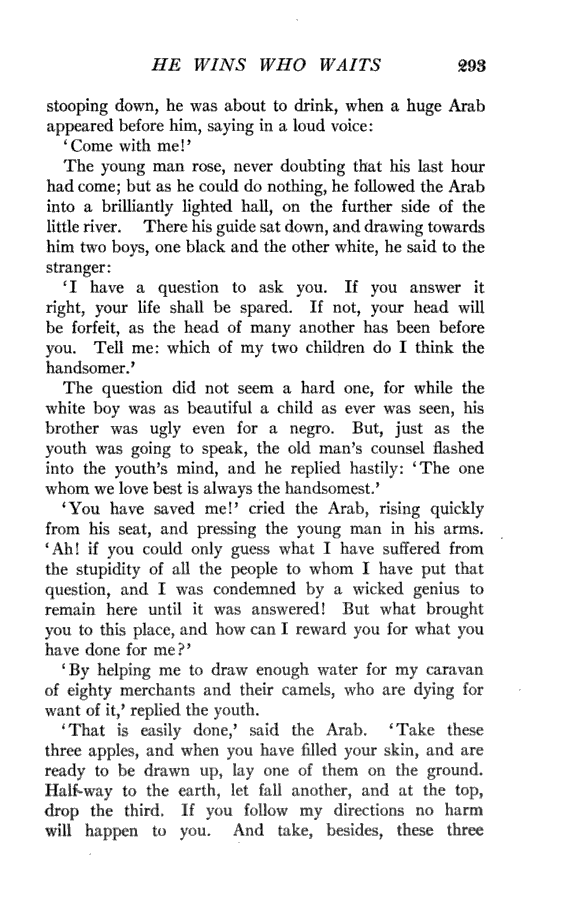 HE WINS WHO WAITS 293
stooping down, he was about to drink, when a huge Arab
appeared before him, saying in a loud voice:
‘Come with me!’
The young man rose, never doubting that his last hour
had come; but as he could do nothing, he followed the Arab
into a brilliantly lighted hall, on the further side of the
little river. There his guide sat down, and drawing towards
him two boys, one black and the other white, he said to the
stranger:
‘I have a question to ask you. If you answer it
right, your life shall be spared. If not, your head will
be forfeit, as the head of many another has been before
you. Tell me: which of my two children do I think the
handsomer.’
The question did not seem a hard one, for while the
white boy was as beautiful a child as ever was seen, his
brother was ugly even for a negro. But, just as the
youth was going to speak, the old man’s counsel flashed
into the youth’s mind, and he replied hastily: ‘The one
whom we love best is always the handsomest.’
‘You have saved me!’ cried the Arab, rising quickly
from his seat, and pressing the young man in his arms.
‘Ah! if you could only guess what I have suffered from
the stupidity of all the people to whom I have put that
question, and I was condemned by a wicked genius to
remain here until it was answered! But what brought
you to this place, and how can I reward you for what you
have done for me?’
‘By helping me to draw enough water for my caravan
of eighty merchants and their camels, who are dying for
want of it,’ replied the youth.
‘That is easily done,’ said the Arab. ‘Take these
three apples, and when you have filled your skin, and are
ready to be drawn up, lay one of them on the ground.
Half-way to the earth, let fall another, and at the top,
drop the third. If you follow my directions no harm
will happen to you. And take, besides, these three